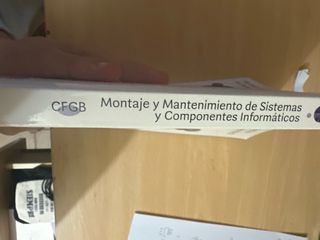 CFGB
Montaje y Mantenimiento de Sistemas
y Componentes Informáticos